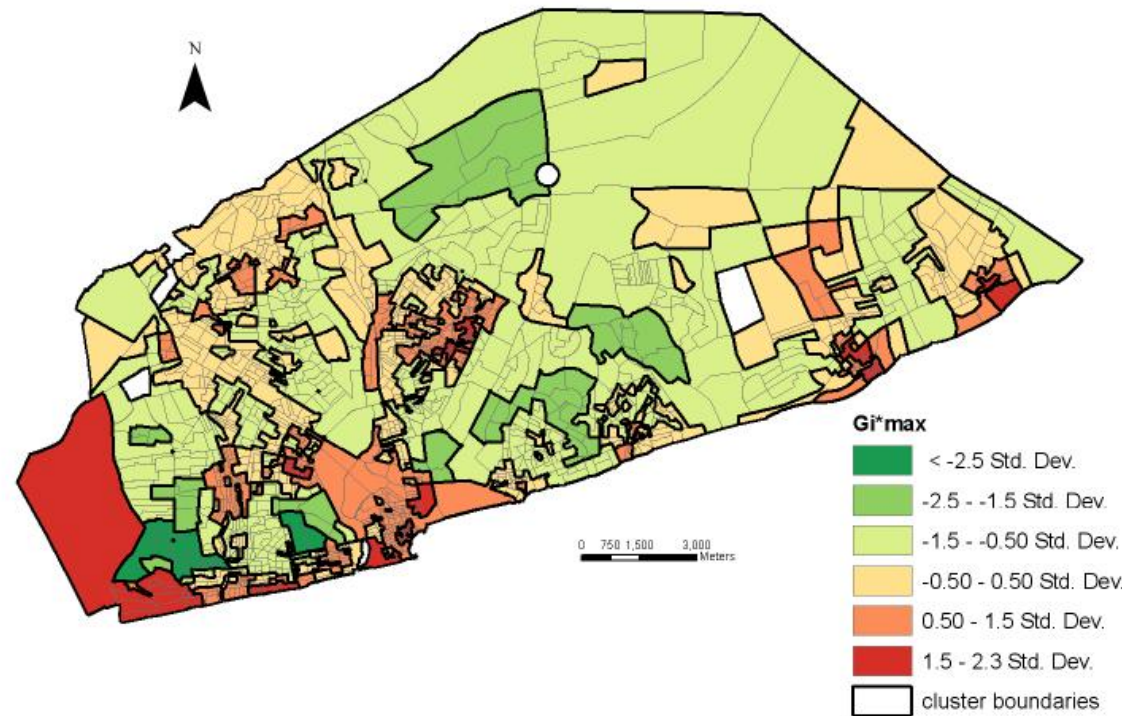 N
0 750 1,500 3,000
Meters
Gi*max
< -2.5 Std. Dev.
-2.5 - -1.5 Std. Dev.
-1.5 - -0.50 Std. Dev.
-0.50 - 0.50 Std. Dev.
0.50 - 1.5 Std. Dev.
1.5 - 2.3 Std. Dev.
cluster boundaries